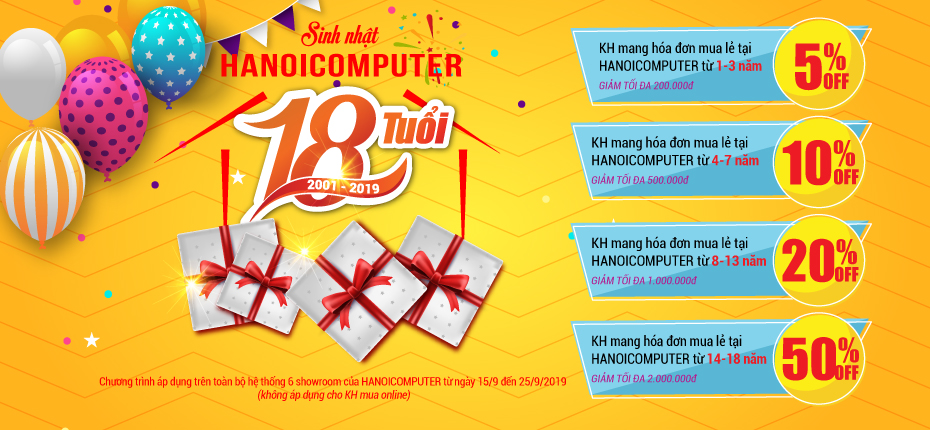 Sinh nhật
HANOICOMPUTER
18 Tuổi
2001 - 2019
KH mang hóa đơn mua lẻ tại
HANOICOMPUTER từ 1-3 năm
GIẢM TỐI ĐA 200.000đ
5% OFF
KH mang hóa đơn mua lẻ tại
HANOICOMPUTER từ 4-7 năm
GIẢM TỐI ĐA 500.000đ
10% OFF
KH mang hóa đơn mua lẻ tại
HANOICOMPUTER từ 8-13 năm
GIẢM TỐI ĐA 1,000.000đ
20% OFF
KH mang hóa đơn mua lẻ tại
HANOICOMPUTER từ 14-18 năm
GIẢM TỐI ĐA 2,000.000đ
50% OFF
Chương trình áp dụng trên toàn bộ hệ thống 6 showroom của HANOICOMPUTER từ ngày 15/9 đến 25/9/2019
(không áp dụng cho KH mua online)